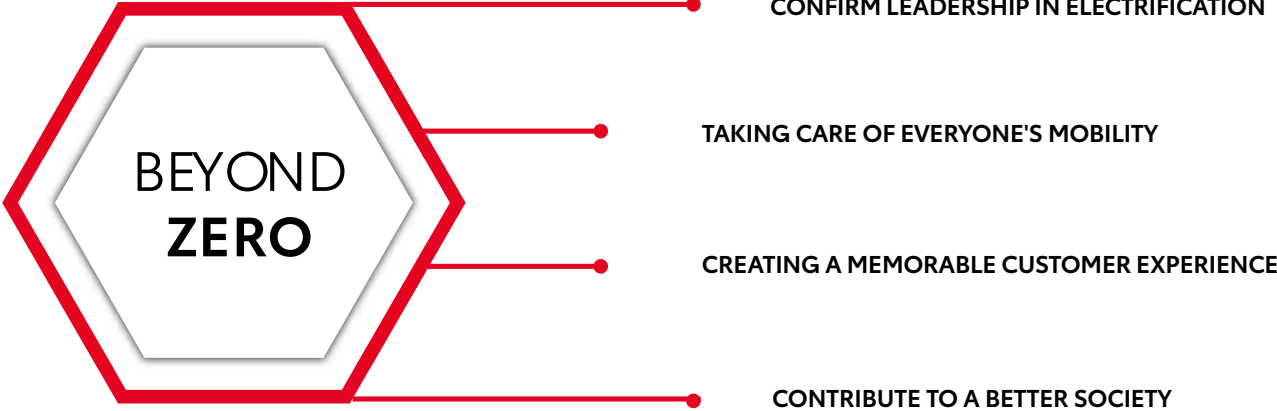 CONFIRM LEADERSHIP IN ELECTRIFICATION
TAKING CARE OF EVERYONE'S MOBILITY
BEYOND
ZERO
CREATING A MEMORABLE CUSTOMER EXPERIENCE
CONTRIBUTE TO A BETTER SOCIETY